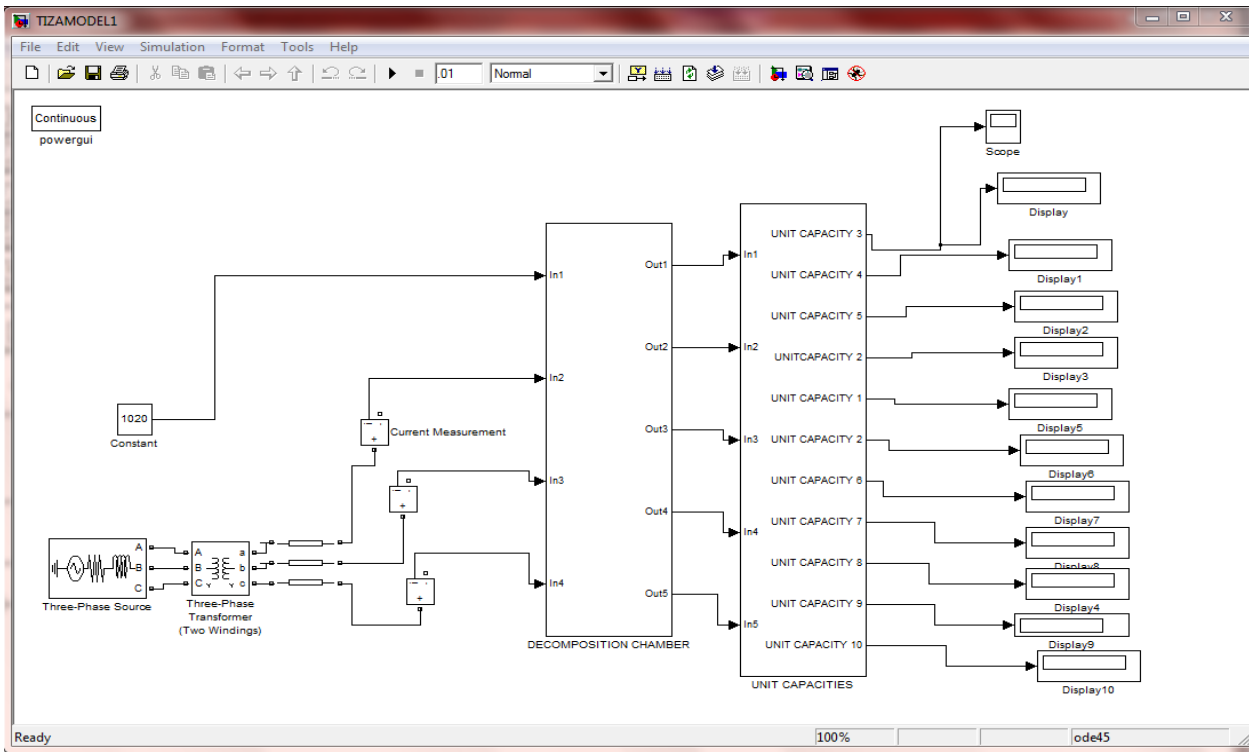 TIZAMODEL1
File Edit View Simulation Format Tools Help
.01 Normal
Continuous
powergui
Scope
Display
Display1
Display2
Display3
Display5
Display6
Display7
Display8
Display4
Display9
Display10
1020
Constant
Current Measurement
+
+
+
A
B
C
Three-Phase Source
A a
B b
C Y Y c
Three-Phase
Transformer
(Two Windings)
In1
In2
In3
In4
Out1
Out2
Out3
Out4
Out5
DECOMPOSITION CHAMBER
In1
In2
In3
In4
In5
UNIT CAPACITY 3
UNIT CAPACITY 4
UNIT CAPACITY 5
UNITCAPACITY 2
UNIT CAPACITY 1
UNIT CAPACITY 2
UNIT CAPACITY 6
UNIT CAPACITY 7
UNIT CAPACITY 8
UNIT CAPACITY 9
UNIT CAPACITY 10
UNIT CAPACITIES
Ready 100% ode45